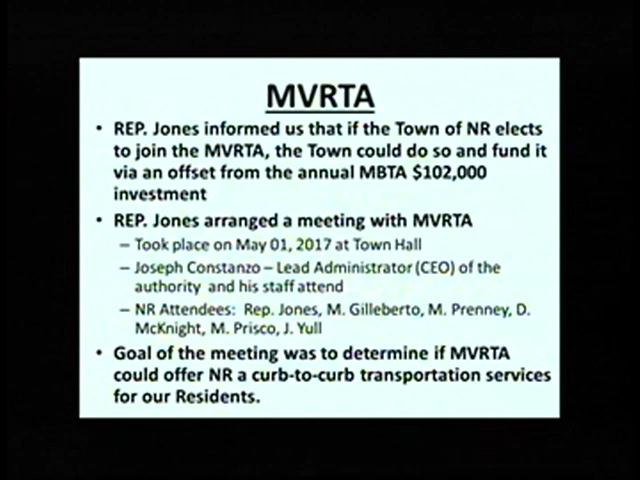 MVRTA
• REP. Jones informed us that if the Town of NR elects
to join the MVRTA, the Town could do so and fund it
via an offset from the annual MBTA $102,000
investment
• REP. Jones arranged a meeting with MVRTA
– Took place on May 01, 2017 at Town Hall
– Joseph Constanzo – Lead Administrator (CEO) of the
authority and his staff attend
– NR Attendees: Rep. Jones, M. Gilleberto, M. Prenney, D.
McKnight, M. Prisco, J. Yull
• Goal of the meeting was to determine if MVRTA
could offer NR a curb-to-curb transportation services
for our Residents.